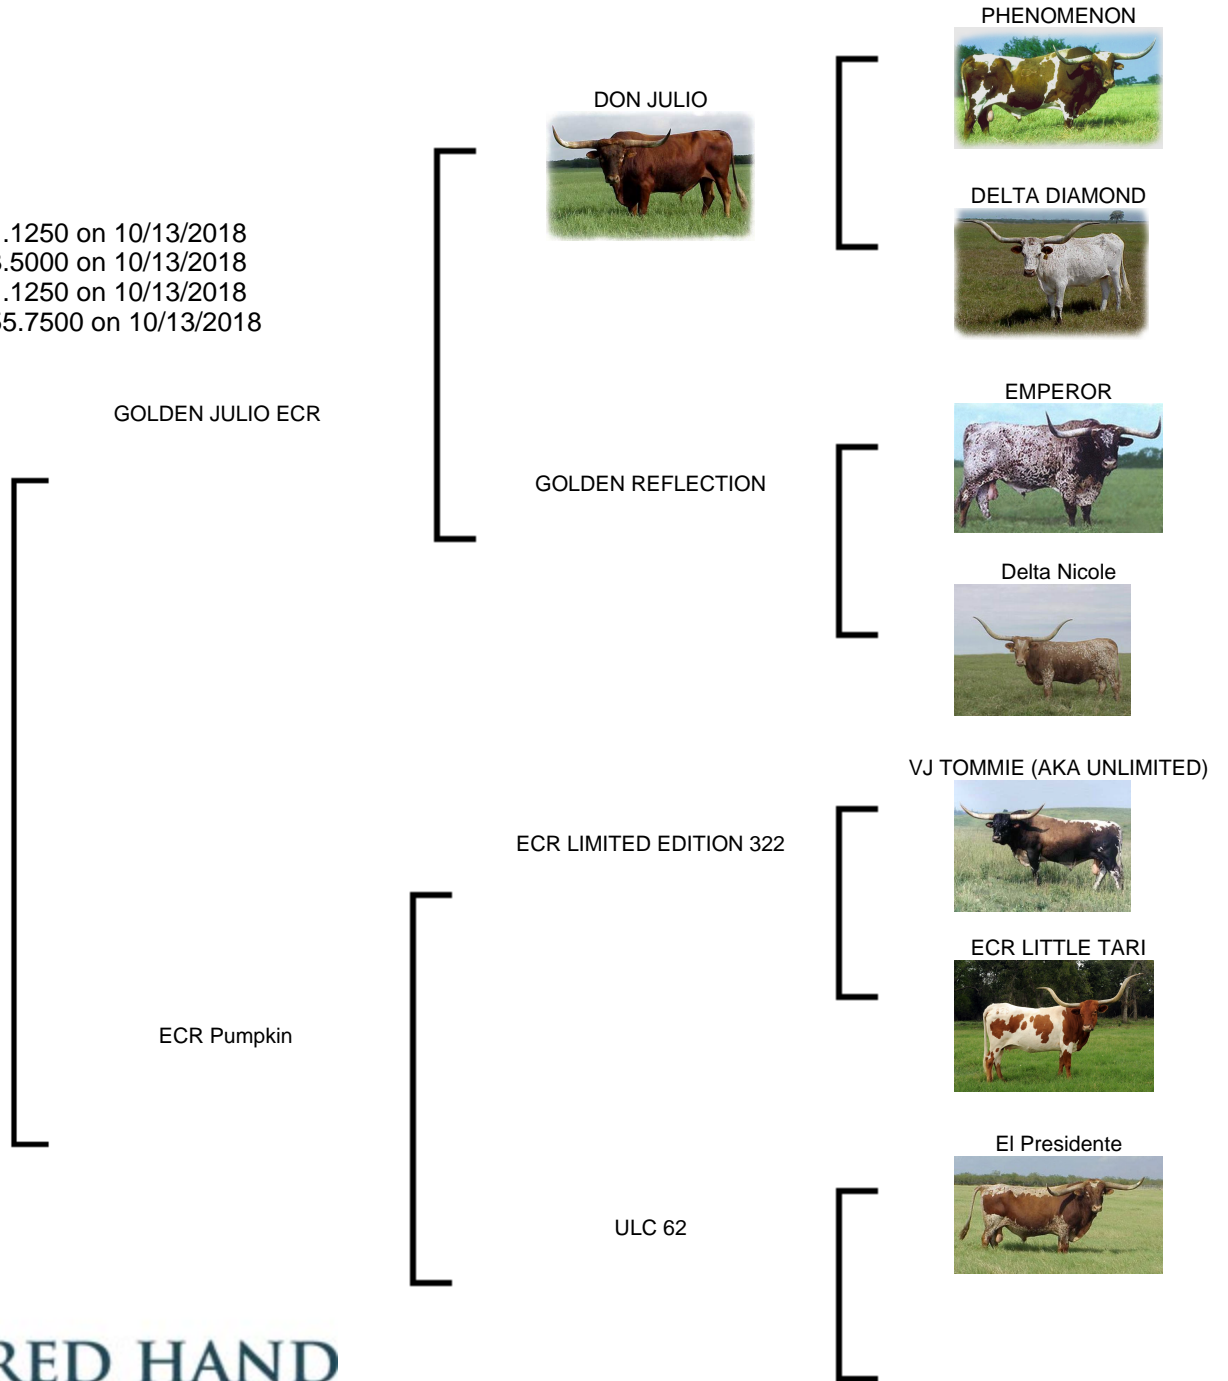 PHENOMENON
DON JULIO
DELTA DIAMOND
.1250 on 10/13/2018
.5000 on 10/13/2018
.1250 on 10/13/2018
5.7500 on 10/13/2018
EMPEROR
GOLDEN JULIO ECR
GOLDEN REFLECTION
Delta Nicole
VJ TOMMIE (AKA UNLIMITED)
ECR LIMITED EDITION 322
ECR LITTLE TARI
ECR Pumpkin
El Presidente
ULC 62
RED HAND